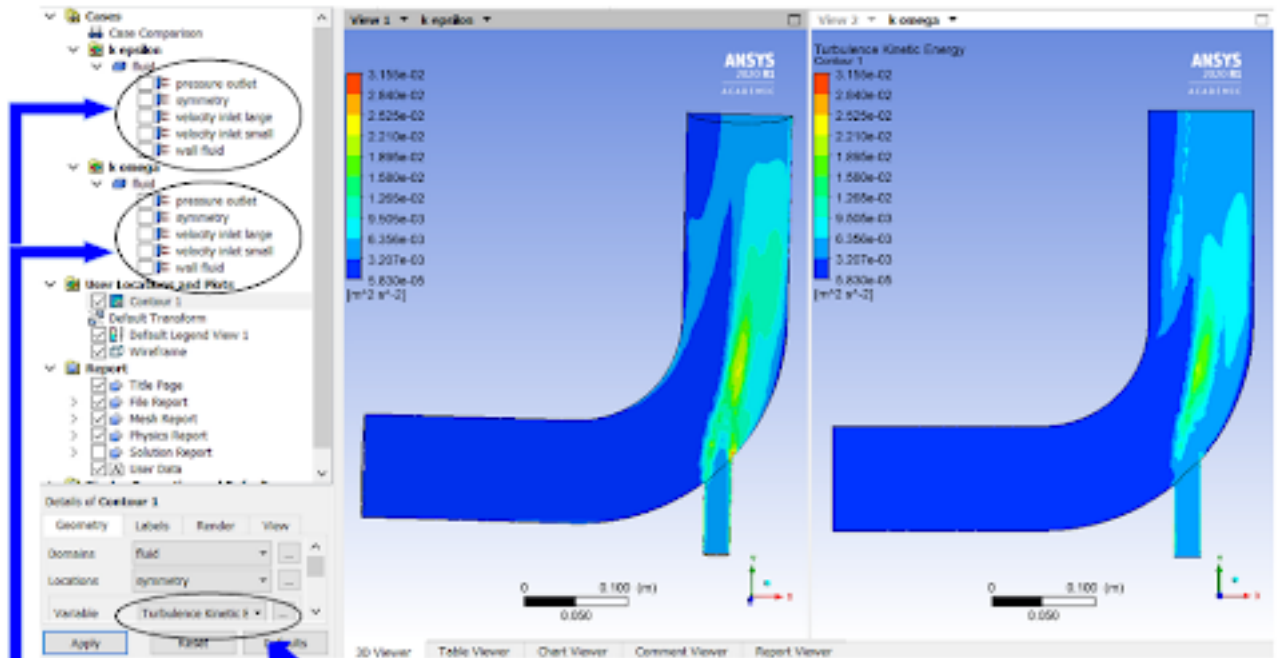 Cases
Case Comparison
k epsilon
fluid
pressure outlet
symmetry
velocity inlet large
velocity inlet small
wall fluid
k omega
fluid
pressure outlet
symmetry
velocity inlet large
velocity inlet small
wall fluid
User Locations and Plots
Contour 1
Default Transform
Default Legend View 1
Wireframe
Report
Title Page
File Report
Mesh Report
Physics Report
Solution Report
User Data
Details of Contour 1
Geometry Labels Render View
Domains fluid ...
Locations symmetry ...
Variable Turbulence Kinetic E ...
Apply Reset Defaults
View 1 k epsilon
ANSYS
2020 R1
ACADEMIC
3.155e-02
2.840e-02
2.525e-02
2.210e-02
1.895e-02
1.580e-02
1.265e-02
9.505e-03
6.356e-03
3.207e-03
5.830e-05
[m^2 s^-2]
0 0.100 (m)
0.050
View 2 k omega
Turbulence Kinetic Energy
Contour 1
ANSYS
2020 R1
ACADEMIC
3.155e-02
2.840e-02
2.525e-02
2.210e-02
1.895e-02
1.580e-02
1.265e-02
9.505e-03
6.356e-03
3.207e-03
5.830e-05
[m^2 s^-2]
0 0.100 (m)
0.050
3D Viewer Table Viewer Chart Viewer Comment Viewer Report Viewer